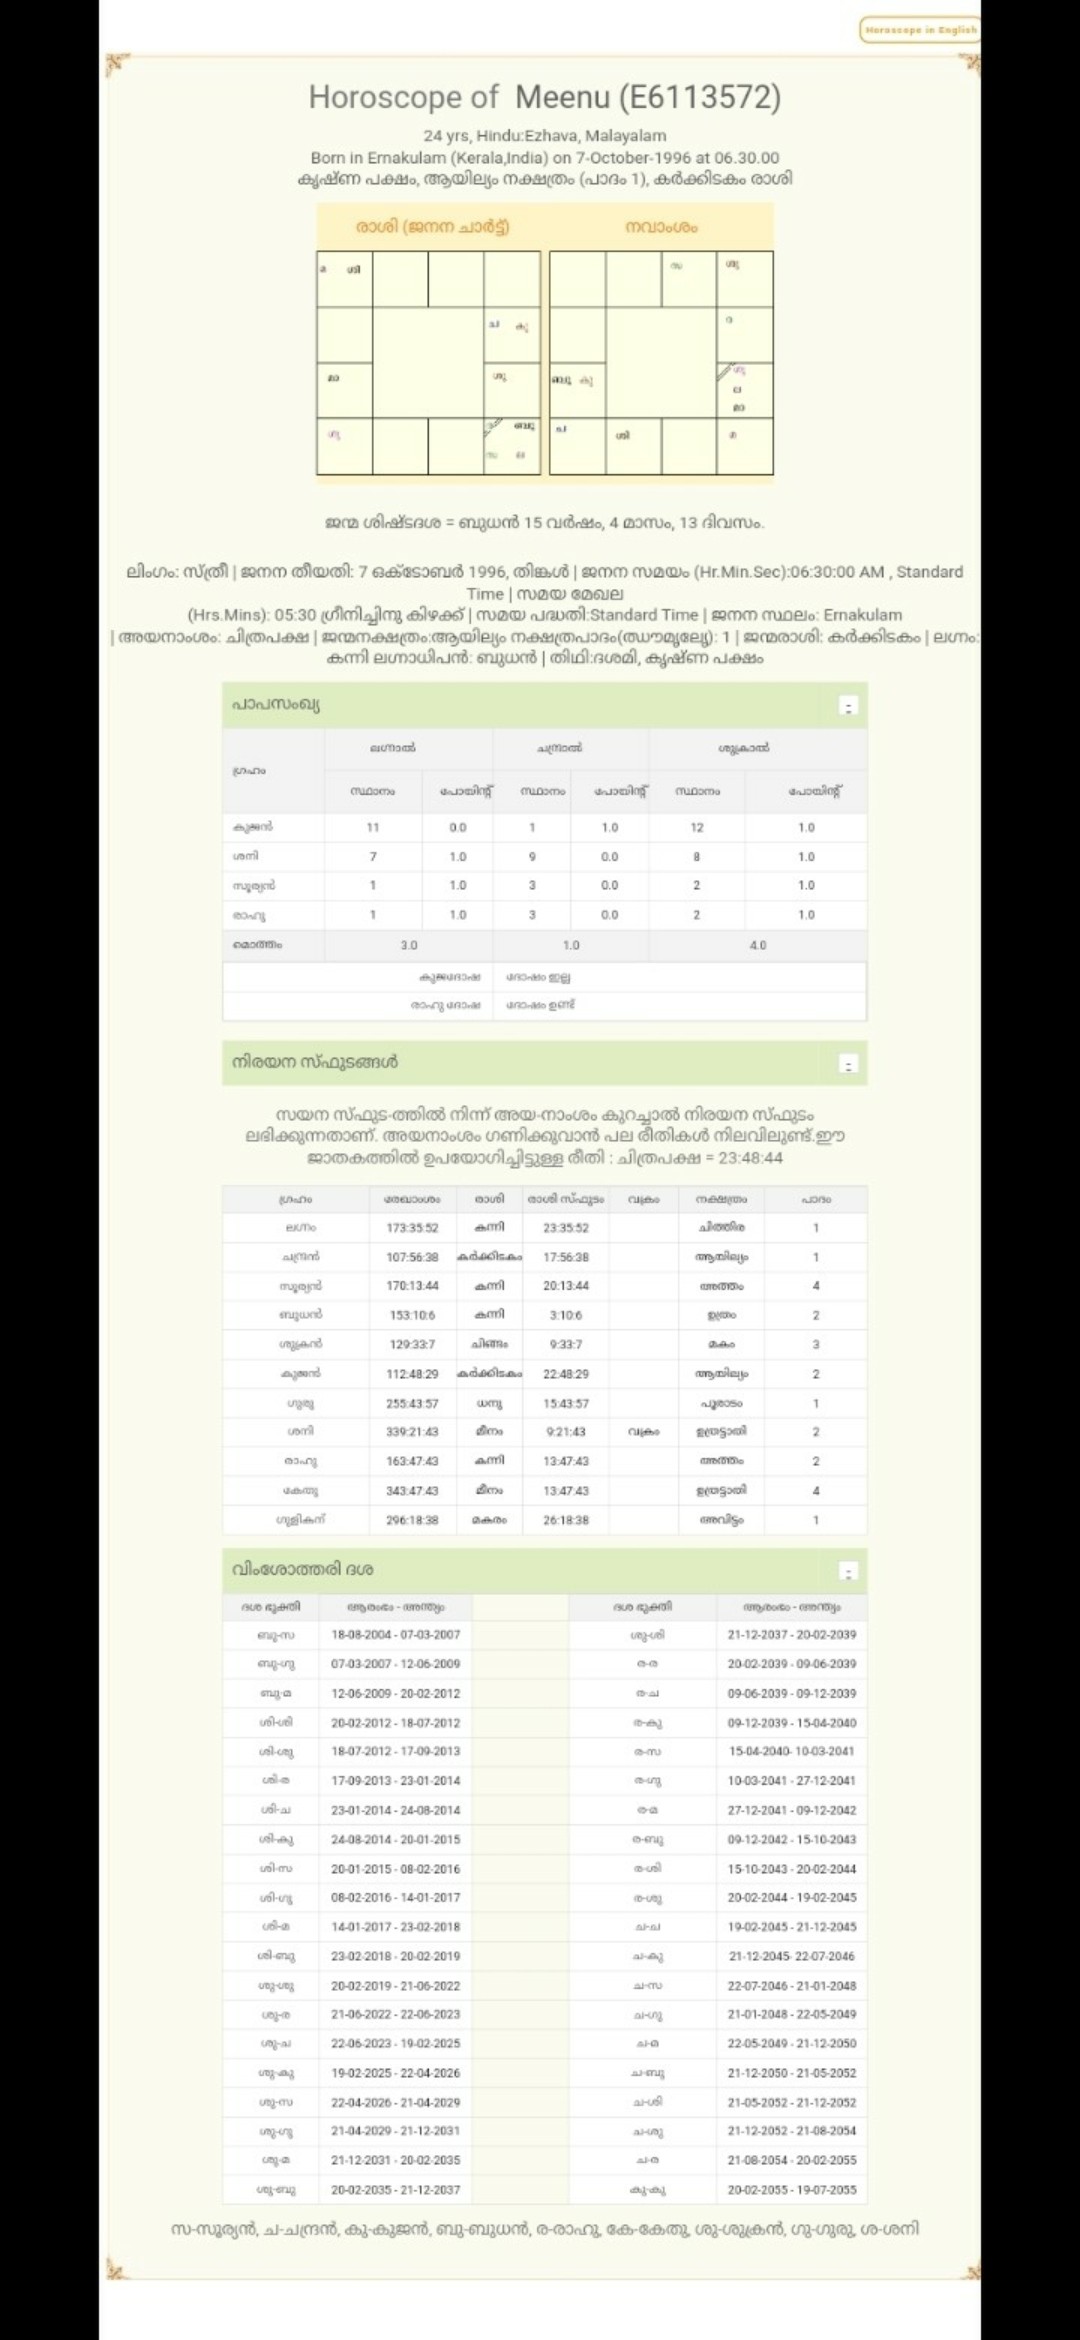 Horoscope in English
Horoscope of Meenu (E6113572)
24 yrs, Hindu:Ezhava, Malayalam
Born in Ernakulam (Kerala,India) on 7-October-1996 at 06.30.00
കൃഷ്ണ പക്ഷം, ആയില്യം നക്ഷത്രം (പാദം 1), കർക്കിടകം രാശി
രാശി (ജനന ചാർട്ട്) നവാംശം
മ ശി സ ശു
ച കു ര
മാ ശു ബു കു ഗു
ല
മാ
ഗു ബു ച ശി മ
സ ല
ജന്മ ശിഷ്ടദശ = ബുധൻ 15 വർഷം, 4 മാസം, 13 ദിവസം.
ലിംഗം: സ്ത്രീ | ജനന തീയതി: 7 ഒക്ടോബർ 1996, തിങ്കൾ | ജനന സമയം (Hr.Min.Sec):06:30:00 AM , Standard
Time | സമയ മേഖല
(Hrs.Mins): 05:30 ഗ്രീനിച്ചിനു കിഴക്ക് | സമയ പദ്ധതി:Standard Time | ജനന സ്ഥലം: Ernakulam
| അയനാംശം: ചിത്രപക്ഷ | ജന്മനക്ഷത്രം:ആയില്യം നക്ഷത്രപാദം(ഝൗമൂല്യേ): 1 | ജന്മരാശി: കർക്കിടകം | ലഗ്നം:
കന്നി ലഗ്നാധിപൻ: ബുധൻ | തിഥി:ദശമി, കൃഷ്ണ പക്ഷം
പാപസംഖ്യ -
ഗ്രഹം ലഗ്നാൽ ചന്ദ്രാൽ ശുക്രാൽ
സ്ഥാനം പോയിന്റ് സ്ഥാനം പോയിന്റ് സ്ഥാനം പോയിന്റ്
കുജൻ 11 0.0 1 1.0 12 1.0
ശനി 7 1.0 9 0.0 8 1.0
സൂര്യൻ 1 1.0 3 0.0 2 1.0
രാഹു 1 1.0 3 0.0 2 1.0
മൊത്തം 3.0 1.0 4.0
കുജദോഷ ദോഷം ഇല്ല
രാഹു ദോഷ ദോഷം ഉണ്ട്
നിരയന സ്ഫുടങ്ങൾ -
സയന സ്ഫുട-ത്തിൽ നിന്ന് അയ-നാംശം കുറച്ചാൽ നിരയന സ്ഫുടം
ലഭിക്കുന്നതാണ്. അയനാംശം ഗണിക്കുവാൻ പല രീതികൾ നിലവിലുണ്ട്.ഈ
ജാതകത്തിൽ ഉപയോഗിച്ചിട്ടുള്ള രീതി : ചിത്രപക്ഷ = 23:48:44
ഗ്രഹം രേഖാംശം രാശി രാശി സ്ഫുടം വക്രം നക്ഷത്രം പാദം
ലഗ്നം 173:35:52 കന്നി 23:35:52 ചിത്തിര 1
ചന്ദ്രൻ 107:56:38 കർക്കിടകം 17:56:38 ആയില്യം 1
സൂര്യൻ 170:13:44 കന്നി 20:13:44 അത്തം 4
ബുധൻ 153:10:6 കന്നി 3:10:6 ഉത്രം 2
ശുക്രൻ 129:33:7 ചിങ്ങം 9:33:7 മകം 3
കുജൻ 112:48:29 കർക്കിടകം 22:48:29 ആയില്യം 2
ഗുരു 255:43:57 ധനു 15:43:57 പൂരാടം 1
ശനി 339:21:43 മീനം 9:21:43 വക്രം ഉത്രട്ടാതി 2
രാഹു 163:47:43 കന്നി 13:47:43 അത്തം 2
കേതു 343:47:43 മീനം 13:47:43 ഉത്രട്ടാതി 4
ഗുളികന് 296:18:38 മകരം 26:18:38 അവിട്ടം 1
വിംശോത്തരി ദശ -
ദശ ഭുക്തി ആരംഭം - അന്ത്യം ദശ ഭുക്തി ആരംഭം - അന്ത്യം
ബു-സ 18-08-2004 - 07-03-2007 ശു-ശി 21-12-2037 - 20-02-2039
ബു-ഗു 07-03-2007 - 12-06-2009 ര-ര 20-02-2039 - 09-06-2039
ബു-മ 12-06-2009 - 20-02-2012 ര-ച 09-06-2039 - 09-12-2039
ശി-ശി 20-02-2012 - 18-07-2012 ര-കു 09-12-2039 - 15-04-2040
ശി-ശു 18-07-2012 - 17-09-2013 ര-സ 15-04-2040- 10-03-2041
ശി-ര 17-09-2013 - 23-01-2014 ര-ഗു 10-03-2041 - 27-12-2041
ശി-ച 23-01-2014 - 24-08-2014 ര-മ 27-12-2041 - 09-12-2042
ശി-കു 24-08-2014 - 20-01-2015 ര-ബു 09-12-2042 - 15-10-2043
ശി-സ 20-01-2015 - 08-02-2016 ര-ശി 15-10-2043 - 20-02-2044
ശി-ഗു 08-02-2016 - 14-01-2017 ര-ശു 20-02-2044 - 19-02-2045
ശി-മ 14-01-2017 - 23-02-2018 ച-ച 19-02-2045 - 21-12-2045
ശി-ബു 23-02-2018 - 20-02-2019 ച-കു 21-12-2045- 22-07-2046
ശു-ശു 20-02-2019 - 21-06-2022 ച-സ 22-07-2046 - 21-01-2048
ശു-ര 21-06-2022 - 22-06-2023 ച-ഗു 21-01-2048 - 22-05-2049
ശു-ച 22-06-2023 - 19-02-2025 ച-മ 22-05-2049 - 21-12-2050
ശു-കു 19-02-2025 - 22-04-2026 ച-ബു 21-12-2050 - 21-05-2052
ശു-സ 22-04-2026 - 21-04-2029 ച-ശി 21-05-2052 - 21-12-2052
ശു-ഗു 21-04-2029 - 21-12-2031 ച-ശു 21-12-2052 - 21-08-2054
ശു-മ 21-12-2031 - 20-02-2035 ച-ര 21-08-2054 - 20-02-2055
ശു-ബു 20-02-2035 - 21-12-2037 കു-കു 20-02-2055 - 19-07-2055
സ-സൂര്യൻ, ച-ചന്ദ്രൻ, കു-കുജൻ, ബു-ബുധൻ, ര-രാഹു, കേ-കേതു, ശു-ശുക്രൻ, ഗു-ഗുരു, ശ-ശനി